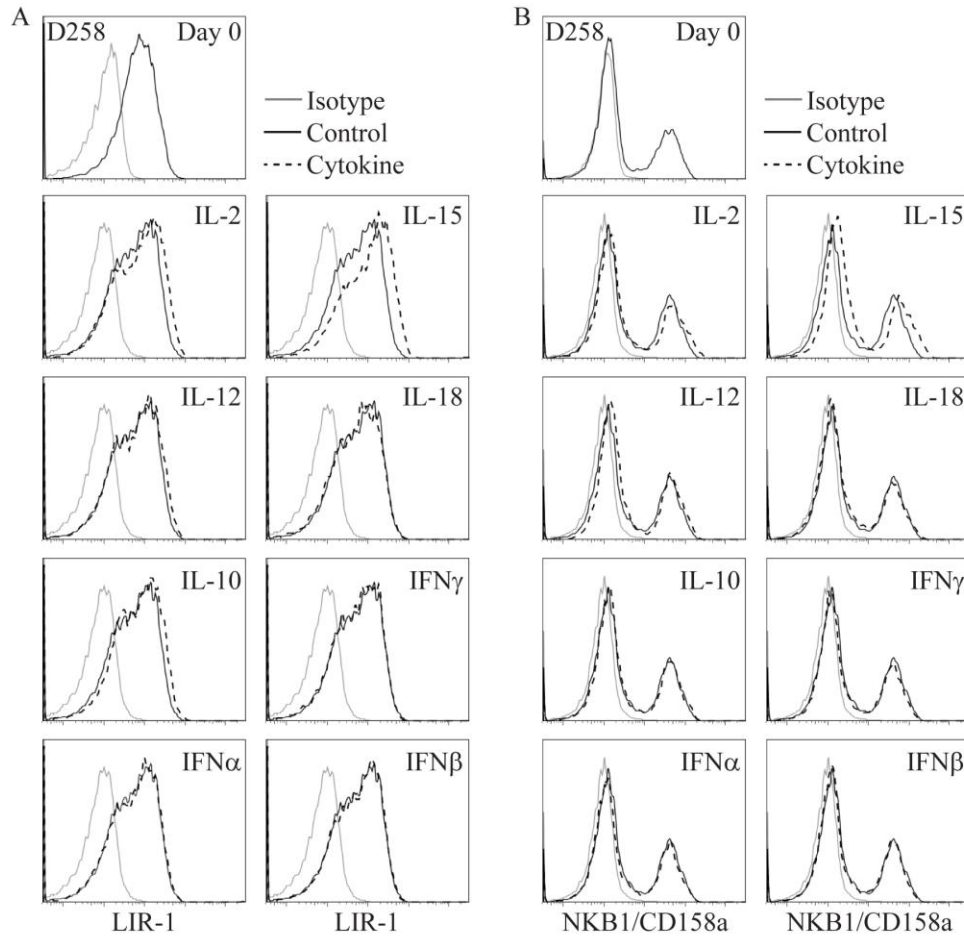 A
D258 Day 0
Isotype
Control
Cytokine
IL-2
IL-15
IL-12
IL-18
IL-10
IFNγ
IFNα
IFNβ
LIR-1
LIR-1
B
D258 Day 0
Isotype
Control
Cytokine
IL-2
IL-15
IL-12
IL-18
IL-10
IFNγ
IFNα
IFNβ
NKB1/CD158a
NKB1/CD158a